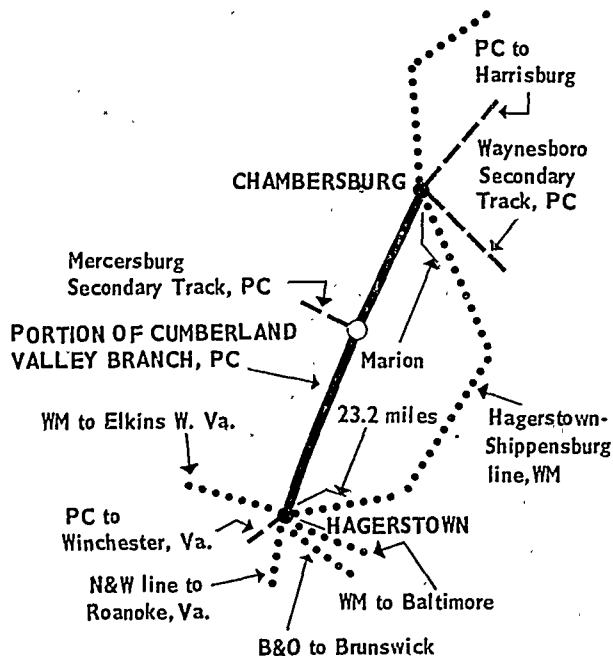 PC to
Harrisburg
Waynesboro
Secondary
Track, PC
CHAMBERSBURG
Mercersburg
Secondary Track, PC
PORTION OF CUMBERLAND
VALLEY BRANCH, PC
Marion
WM to Elkins W. Va.
23.2 miles
Hagerstown-
Shippensburg
line, WM
PC to
Winchester, Va.
HAGERSTOWN
N&W line to
Roanoke, Va.
WM to Baltimore
B&O to Brunswick